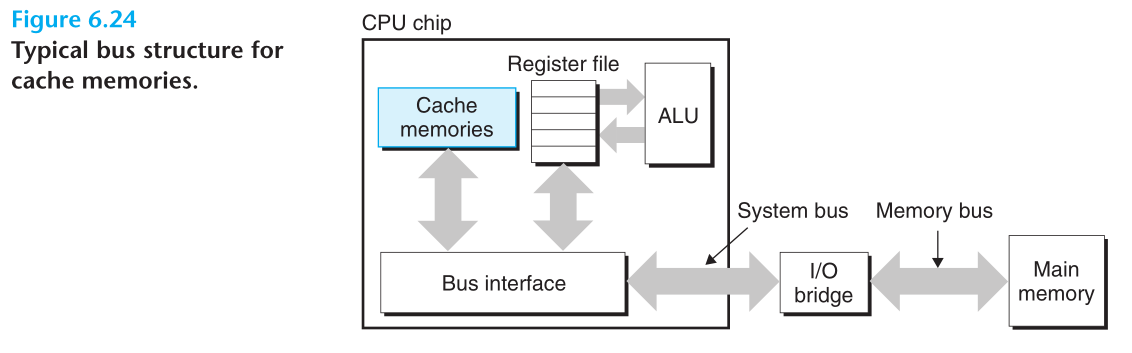 Figure 6.24
Typical bus structure for
cache memories.
CPU chip
Register file
Cache
memories
ALU
System bus
Memory bus
Bus interface
I/O
bridge
Main
memory